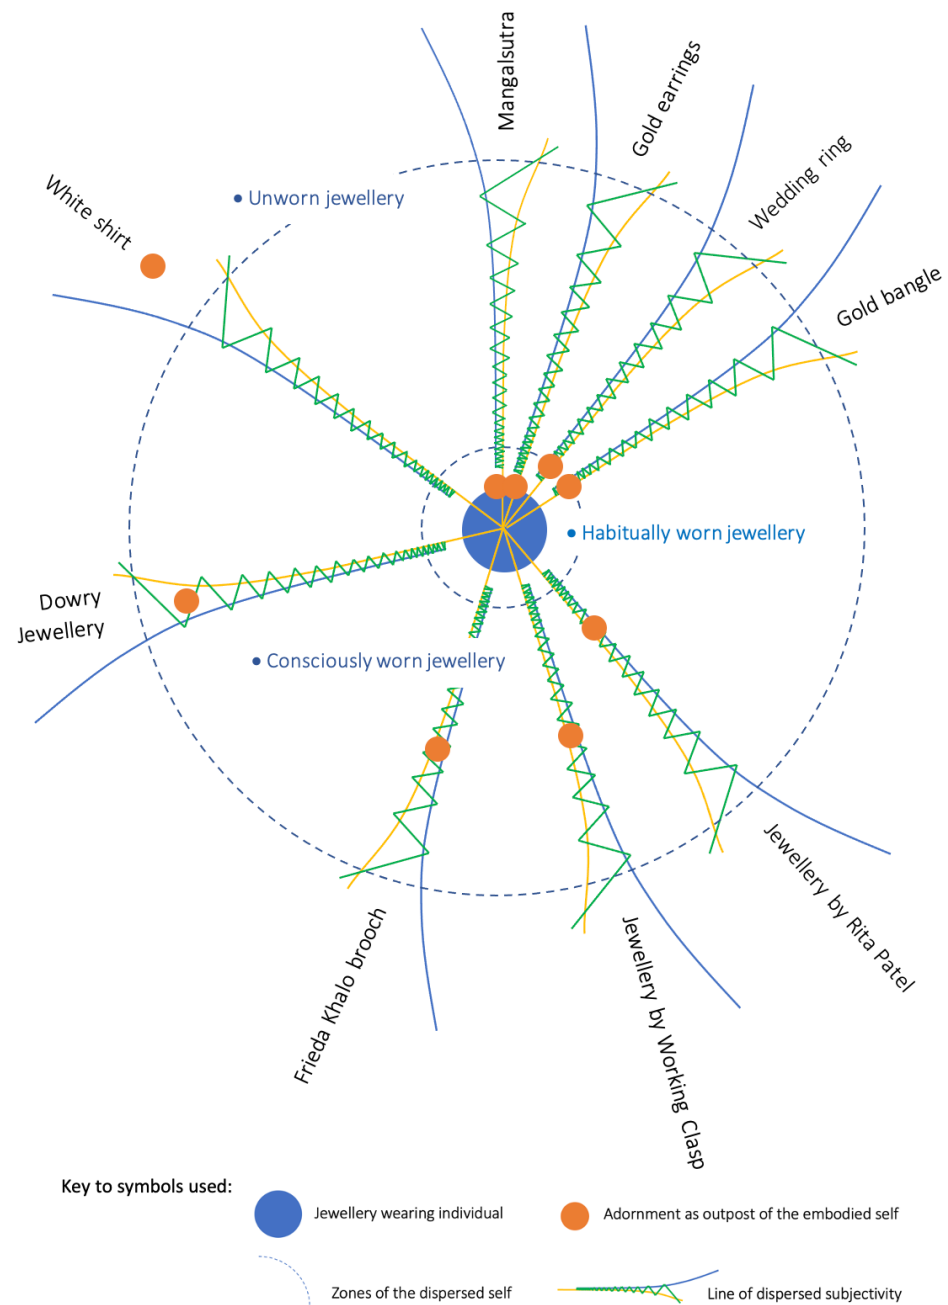 Mangalsutra
Gold earrings
Wedding ring
Gold bangle
White shirt
• Unworn jewellery
• Habitually worn jewellery
Dowry
Jewellery
• Consciously worn jewellery
Jewellery by Rita Patel
Jewellery by Working Clasp
Frieda Khalo brooch
Key to symbols used:
Jewellery wearing individual
Adornment as outpost of the embodied self
Zones of the dispersed self
Line of dispersed subjectivity